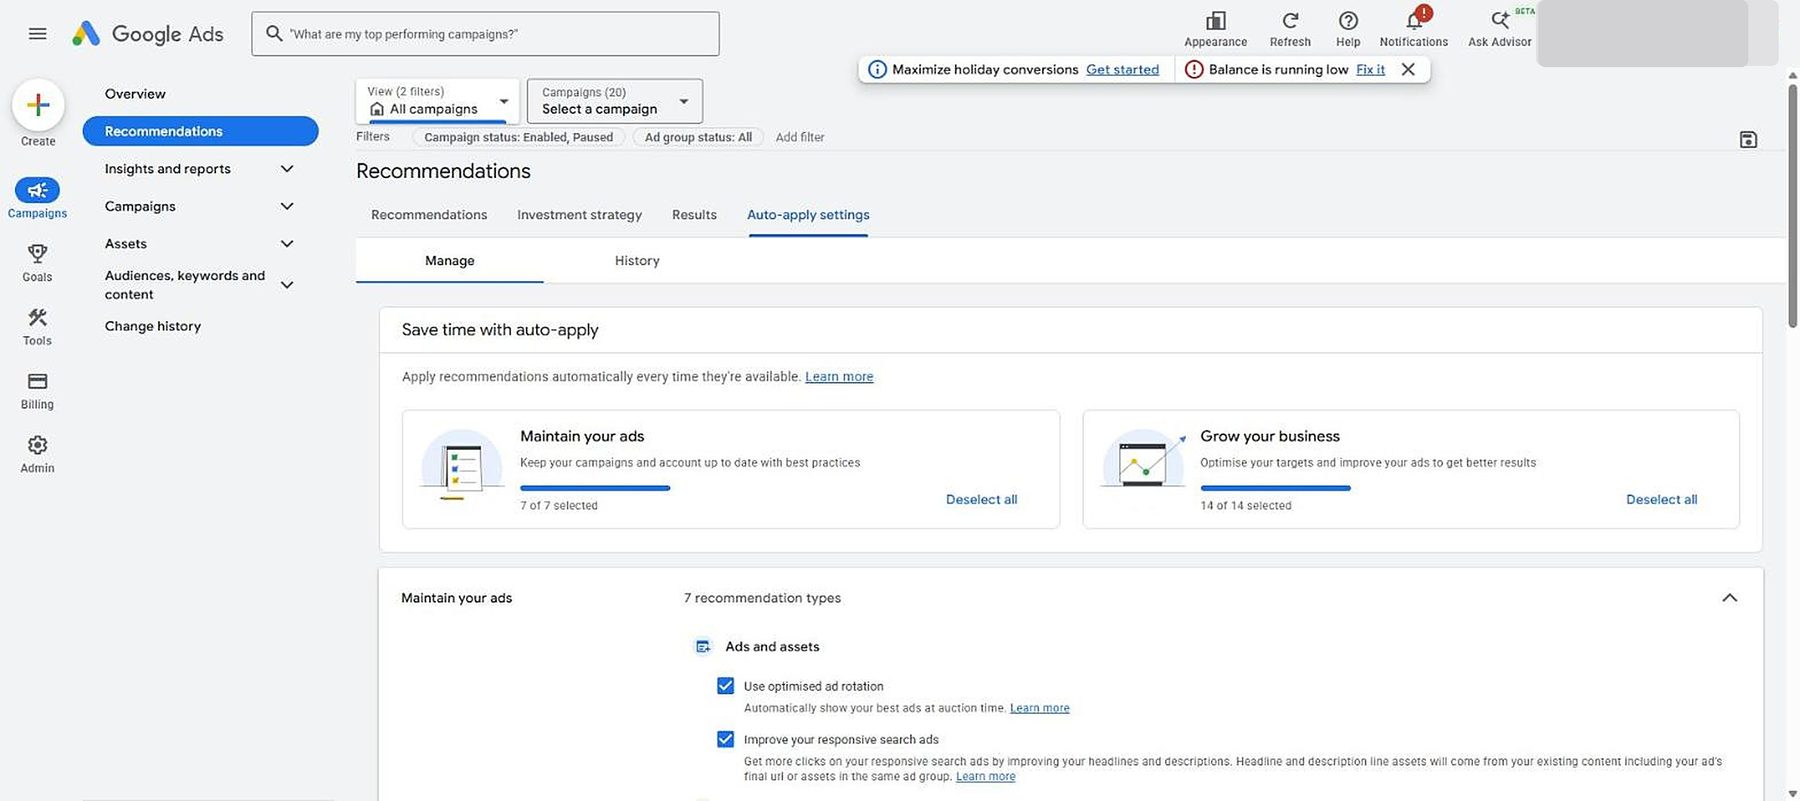 Google Ads
"What are my top performing campaigns?"
Appearance
Refresh
Help
!
Notifications
BETA
Ask Advisor
Maximize holiday conversions Get started
Balance is running low Fix it
Create
Campaigns
Goals
Tools
Billing
Admin
Overview
Recommendations
Insights and reports
Campaigns
Assets
Audiences, keywords and
content
Change history
View (2 filters)
All campaigns
Campaigns (20)
Select a campaign
Filters
Campaign status: Enabled, Paused
Ad group status: All
Add filter
Recommendations
Recommendations
Investment strategy
Results
Auto-apply settings
Manage
History
Save time with auto-apply
Apply recommendations automatically every time they're available. Learn more
Maintain your ads
Keep your campaigns and account up to date with best practices
7 of 7 selected
Deselect all
Grow your business
Optimise your targets and improve your ads to get better results
14 of 14 selected
Deselect all
Maintain your ads
7 recommendation types
Ads and assets
Use optimised ad rotation
Automatically show your best ads at auction time. Learn more
Improve your responsive search ads
Get more clicks on your responsive search ads by improving your headlines and descriptions. Headline and description line assets will come from your existing content including your ad's
final url or assets in the same ad group. Learn more